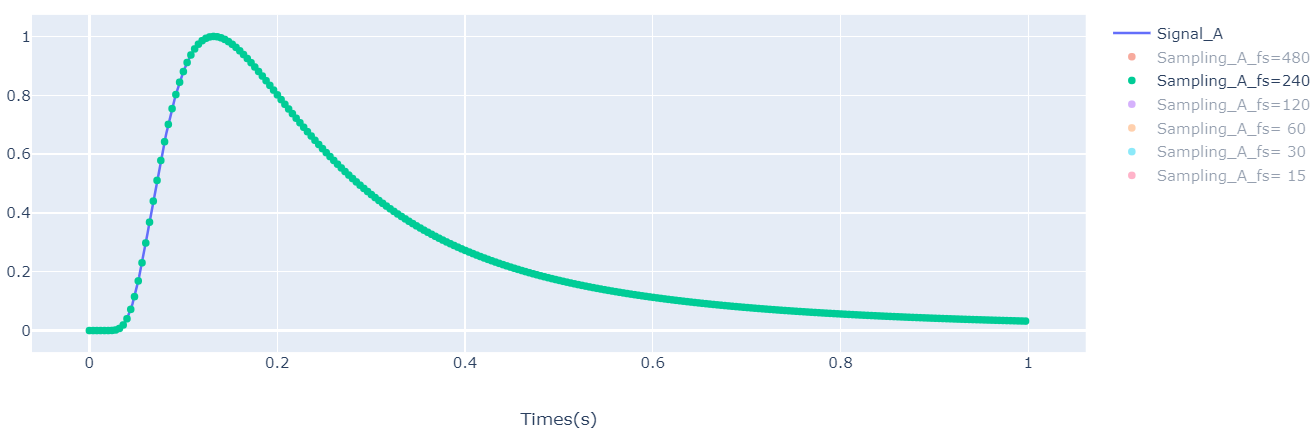 1
0.8
0.6
0.4
0.2
0
0 0.2 0.4 0.6 0.8 1
Times(s)
Signal_A
Sampling_A_fs=480
Sampling_A_fs=240
Sampling_A_fs=120
Sampling_A_fs= 60
Sampling_A_fs= 30
Sampling_A_fs= 15